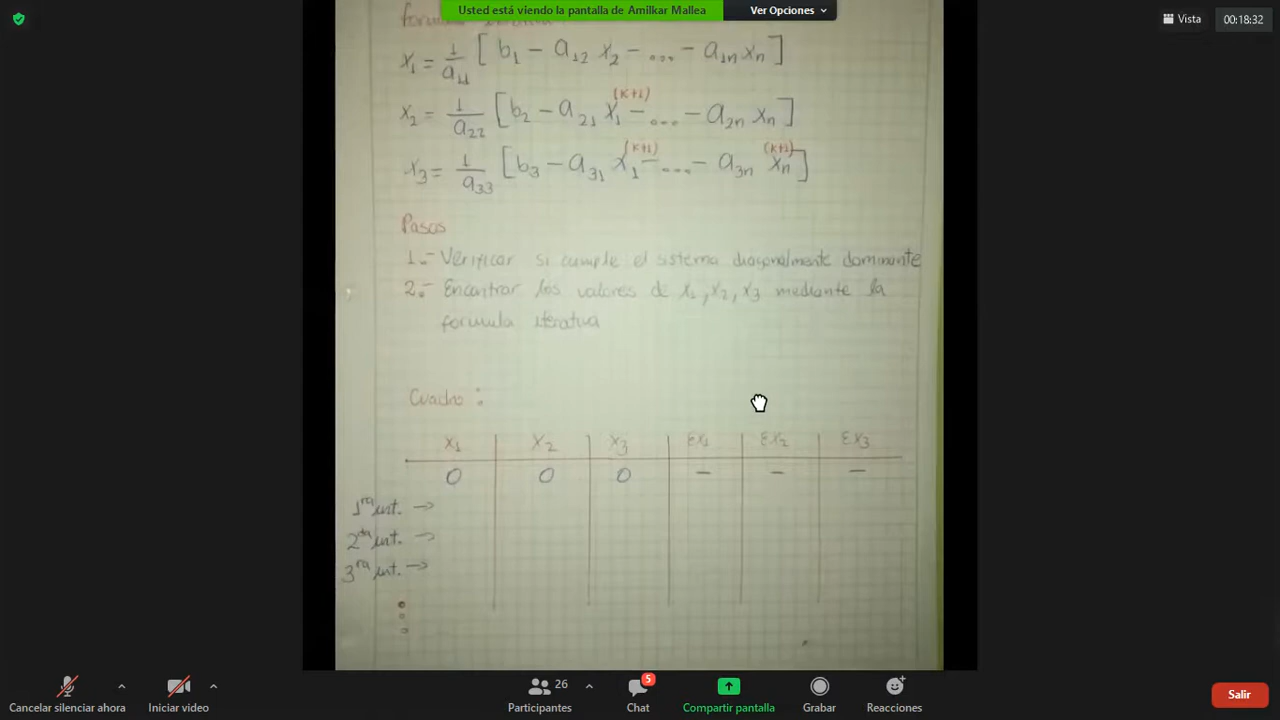 Usted está viendo la pantalla de Amilkar Mallea
Ver Opciones
Vista
00:18:32
x₁ = 1/a₁₁ [ b₁ - a₁₂ x₂ - ... - a₁ₙ xₙ ]
x₂ = 1/a₂₂ [ b₂ - a₂₁ x₁^(k+1) - ... - a₂ₙ xₙ ]
x₃ = 1/a₃₃ [ b₃ - a₃₁ x₁^(k+1) - ... - a₃ₙ xₙ^(k+1) ]
Pasos
1.- Verificar si cumple el sistema diagonalmente dominante
2.- Encontrar los valores de x₁, x₂, x₃ mediante la
formula iterativa
Cuadro :
x₁ x₂ x₃ Ex₁ Ex₂ Ex₃
0 0 0 - - -
1ra int. →
2da int. →
3ra int. →
Cancelar silenciar ahora
Iniciar video
26
Participantes
5
Chat
Compartir pantalla
Grabar
Reacciones
Salir